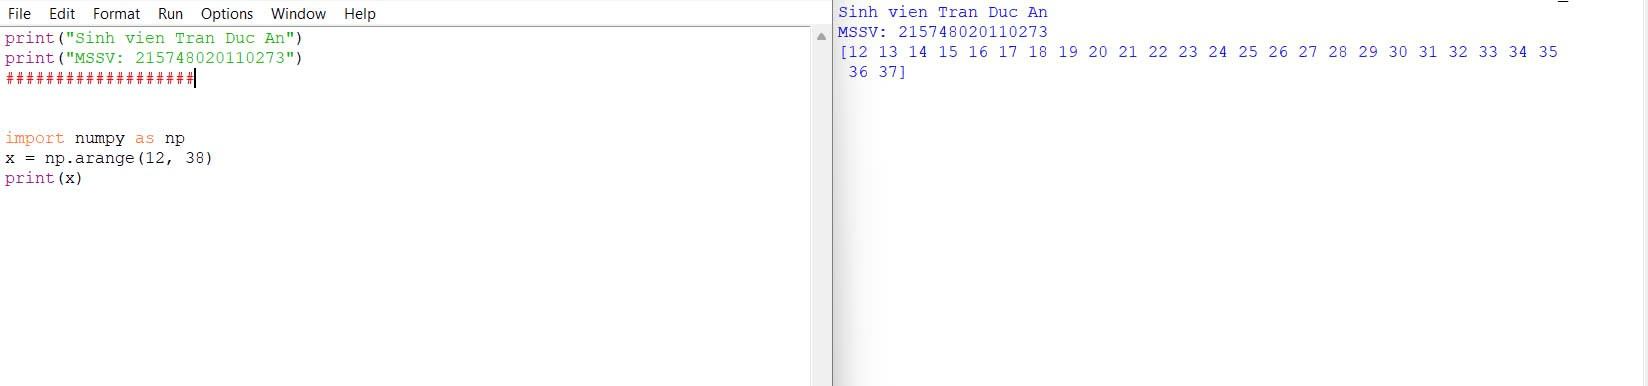 File Edit Format Run Options Window Help
print("Sinh vien Tran Duc An")
print("MSSV: 215748020110273")
###################
import numpy as np
x = np.arange(12, 38)
print(x)
Sinh vien Tran Duc An
MSSV: 215748020110273
[12 13 14 15 16 17 18 19 20 21 22 23 24 25 26 27 28 29 30 31 32 33 34 35
 36 37]